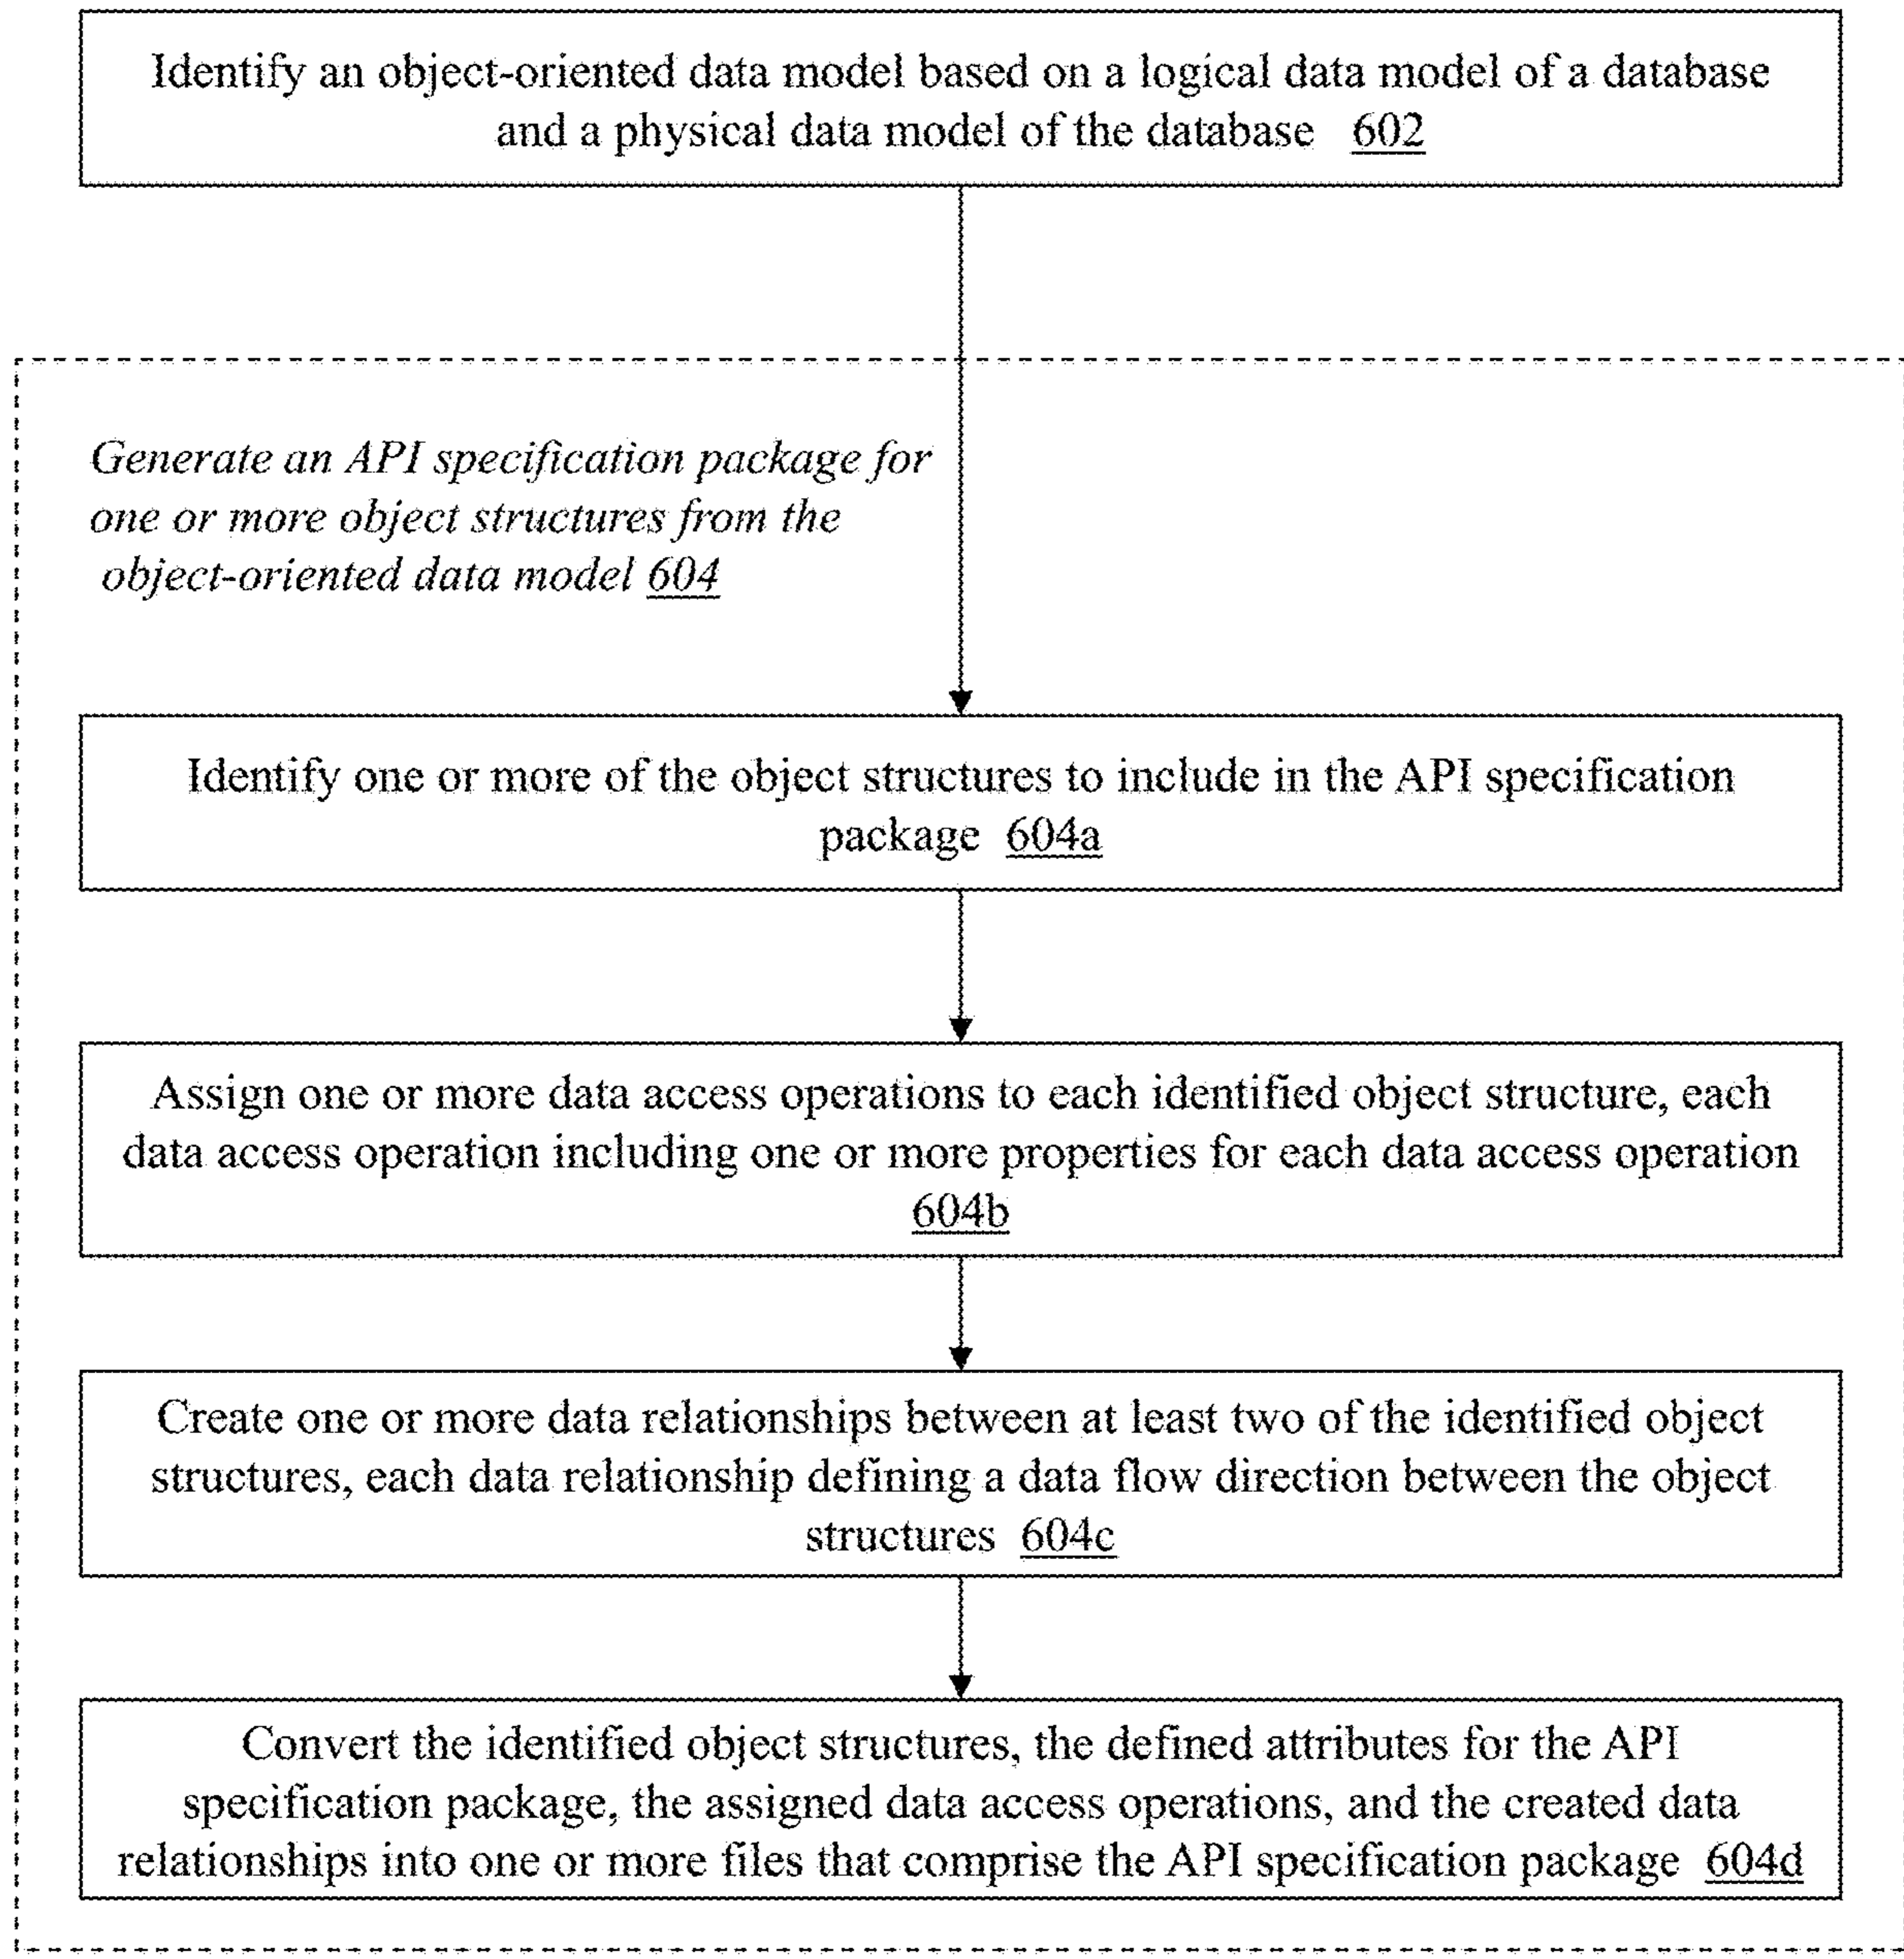 Identify an object-oriented data model based on a logical data model of a database
and a physical data model of the database 602
Generate an API specification package for
one or more object structures from the
object-oriented data model 604
Identify one or more of the object structures to include in the API specification
package 604a
Assign one or more data access operations to each identified object structure, each
data access operation including one or more properties for each data access operation
604b
Create one or more data relationships between at least two of the identified object
structures, each data relationship defining a data flow direction between the object
structures 604c
Convert the identified object structures, the defined attributes for the API
specification package, the assigned data access operations, and the created data
relationships into one or more files that comprise the API specification package 604d